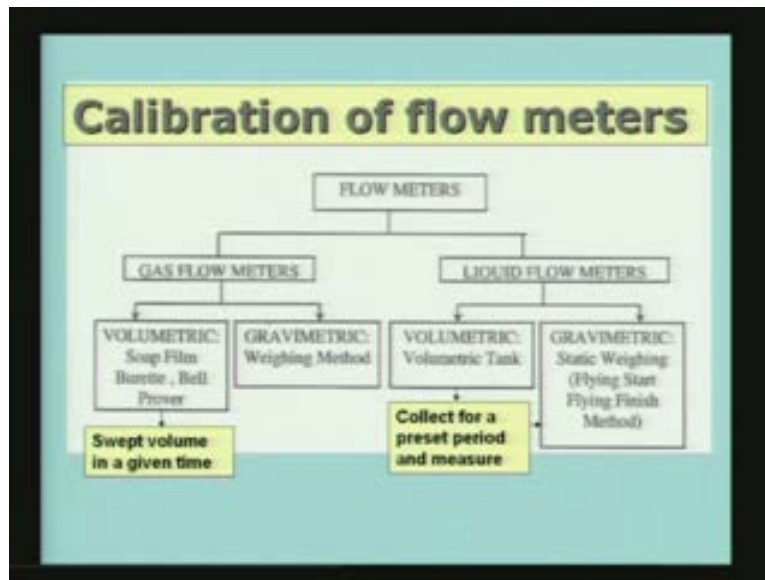 Calibration of flow meters
FLOW METERS
GAS FLOW METERS
LIQUID FLOW METERS
VOLUMETRIC:
Soap Film
Burette , Bell
Prover
GRAVIMETRIC:
Weighing Method
VOLUMETRIC:
Volumetric Tank
GRAVIMETRIC:
Static Weighing
(Flying Start
Flying Finish
Method)
Swept volume
in a given time
Collect for a
preset period
and measure